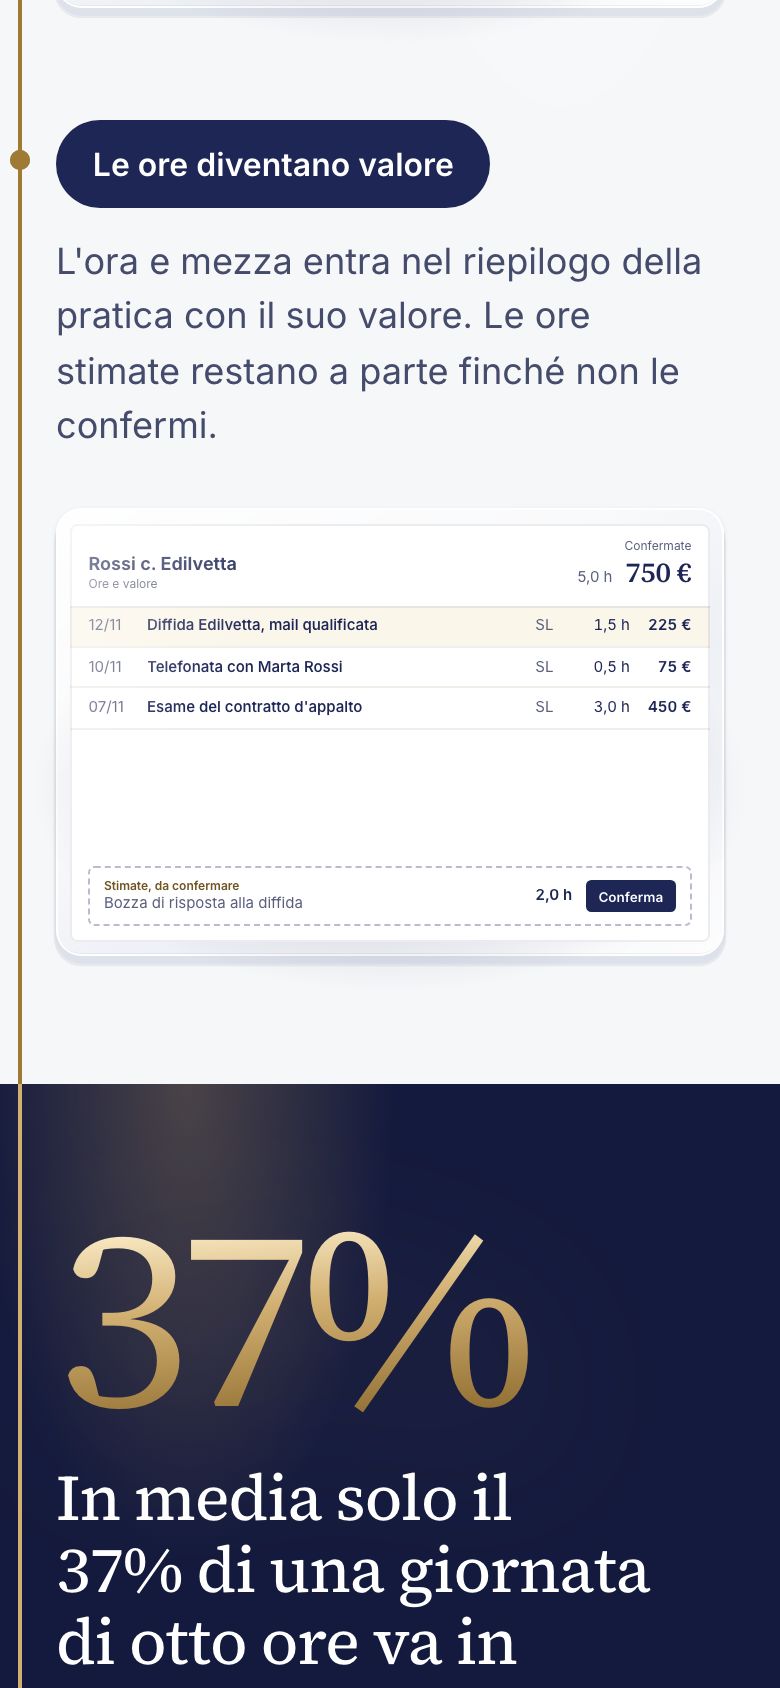 Le ore diventano valore
L'ora e mezza entra nel riepilogo della
pratica con il suo valore. Le ore
stimate restano a parte finché non le
confermi.
Confermate
Rossi c. Edilvetta
5,0 h 750 €
Ore e valore
12/11 Diffida Edilvetta, mail qualificata SL 1,5 h 225 €
10/11 Telefonata con Marta Rossi SL 0,5 h 75 €
07/11 Esame del contratto d'appalto SL 3,0 h 450 €
Stimate, da confermare
Bozza di risposta alla diffida
2,0 h Conferma
37%
In media solo il
37% di una giornata
di otto ore va in